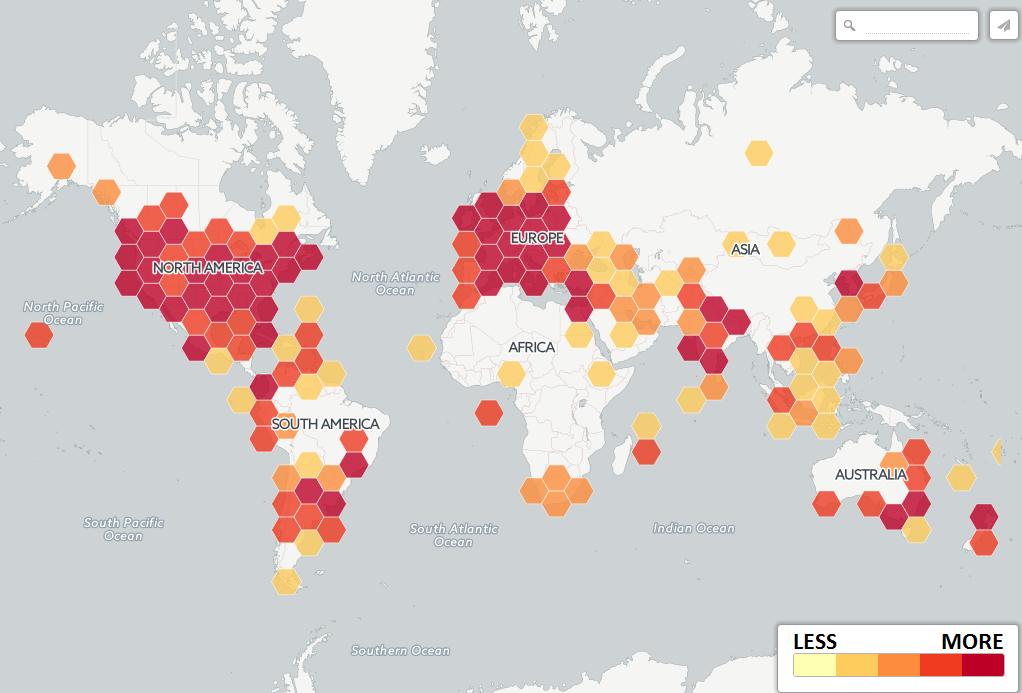 EUROPE
ASIA
NORTH AMERICA
North Atlantic
Ocean
North Pacific
Ocean
AFRICA
SOUTH AMERICA
AUSTRALIA
South Pacific
Ocean
South Atlantic
Ocean
Indian Ocean
Southern Ocean
LESS MORE